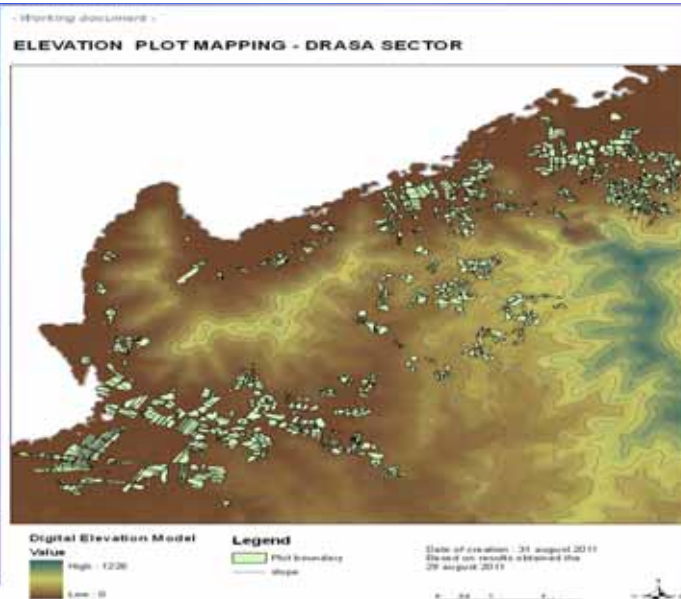 - Working document -
ELEVATION PLOT MAPPING - DRASA SECTOR
Digital Elevation Model
Value
High : 1226
Low : 0
Legend
Plot boundary
slope
Date of creation : 31 august 2011
Based on results obtained the
29 august 2011